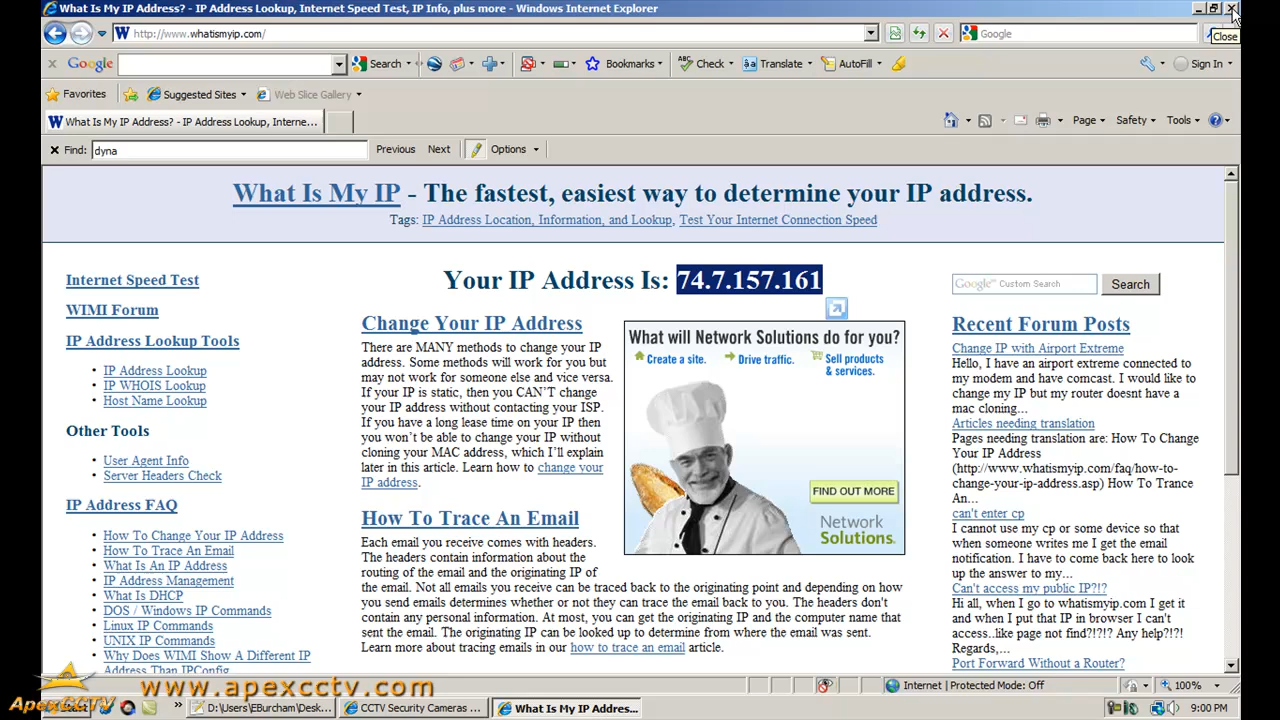 What Is My IP Address? - IP Address Lookup, Internet Speed Test, IP Info, plus more - Windows Internet Explorer
http://www.whatismyip.com/
Google
Close
Google
Search
Bookmarks
Check
Translate
AutoFill
Sign In
Favorites
Suggested Sites
Web Slice Gallery
What Is My IP Address? - IP Address Lookup, Interne...
Page
Safety
Tools
Find: dyna
Previous
Next
Options
What Is My IP - The fastest, easiest way to determine your IP address.
Tags: IP Address Location, Information, and Lookup, Test Your Internet Connection Speed
Internet Speed Test
WIMI Forum
IP Address Lookup Tools
• IP Address Lookup
• IP WHOIS Lookup
• Host Name Lookup
Other Tools
• User Agent Info
• Server Headers Check
IP Address FAQ
• How To Change Your IP Address
• How To Trace An Email
• What Is An IP Address
• IP Address Management
• What Is DHCP
• DOS / Windows IP Commands
• Linux IP Commands
• UNIX IP Commands
• Why Does WIMI Show A Different IP
Address Than IPConfig
Your IP Address Is: 74.7.157.161
Change Your IP Address
There are MANY methods to change your IP
address. Some methods will work for you but
may not work for someone else and vice versa.
If your IP is static, then you CAN'T change
your IP address without contacting your ISP.
If you have a long lease time on your IP then
you won't be able to change your IP without
cloning your MAC address, which I'll explain
later in this article. Learn how to change your
IP address.
What will Network Solutions do for you?
Create a site.
Drive traffic.
Sell products
& services.
FIND OUT MORE
Network
Solutions.
How To Trace An Email
Each email you receive comes with headers.
The headers contain information about the
routing of the email and the originating IP of
the email. Not all emails you receive can be traced back to the originating point and depending on how
you send emails determines whether or not they can trace the email back to you. The headers don't
contain any personal information. At most, you can get the originating IP and the computer name that
sent the email. The originating IP can be looked up to determine from where the email was sent.
Learn more about tracing emails in our how to trace an email article.
Google™ Custom Search
Search
Recent Forum Posts
Change IP with Airport Extreme
Hello, I have an airport extreme connected to
my modem and have comcast. I would like to
change my IP but my router doesnt have a
mac cloning...
Articles needing translation
Pages needing translation are: How To Change
Your IP Address
(http://www.whatismyip.com/faq/how-to-
change-your-ip-address.asp) How To Trance
An...
can't enter cp
I cannot use my cp or some device so that
when someone writes me I get the email
notification. I have to come back here to look
up the answer to my...
Can't access my public IP?!?
Hi all, when I go to whatismyip.com I get it
and when I put that IP in browser I can't
access..like page not find?!?!? Any help?!?!
Regards,...
Port Forward Without a Router?
Internet | Protected Mode: Off
100%
www.apexcctv.com
ApexCCTV
D:\Users\EBurcham\Desk...
CCTV Security Cameras ...
What Is My IP Addres...
9:00 PM